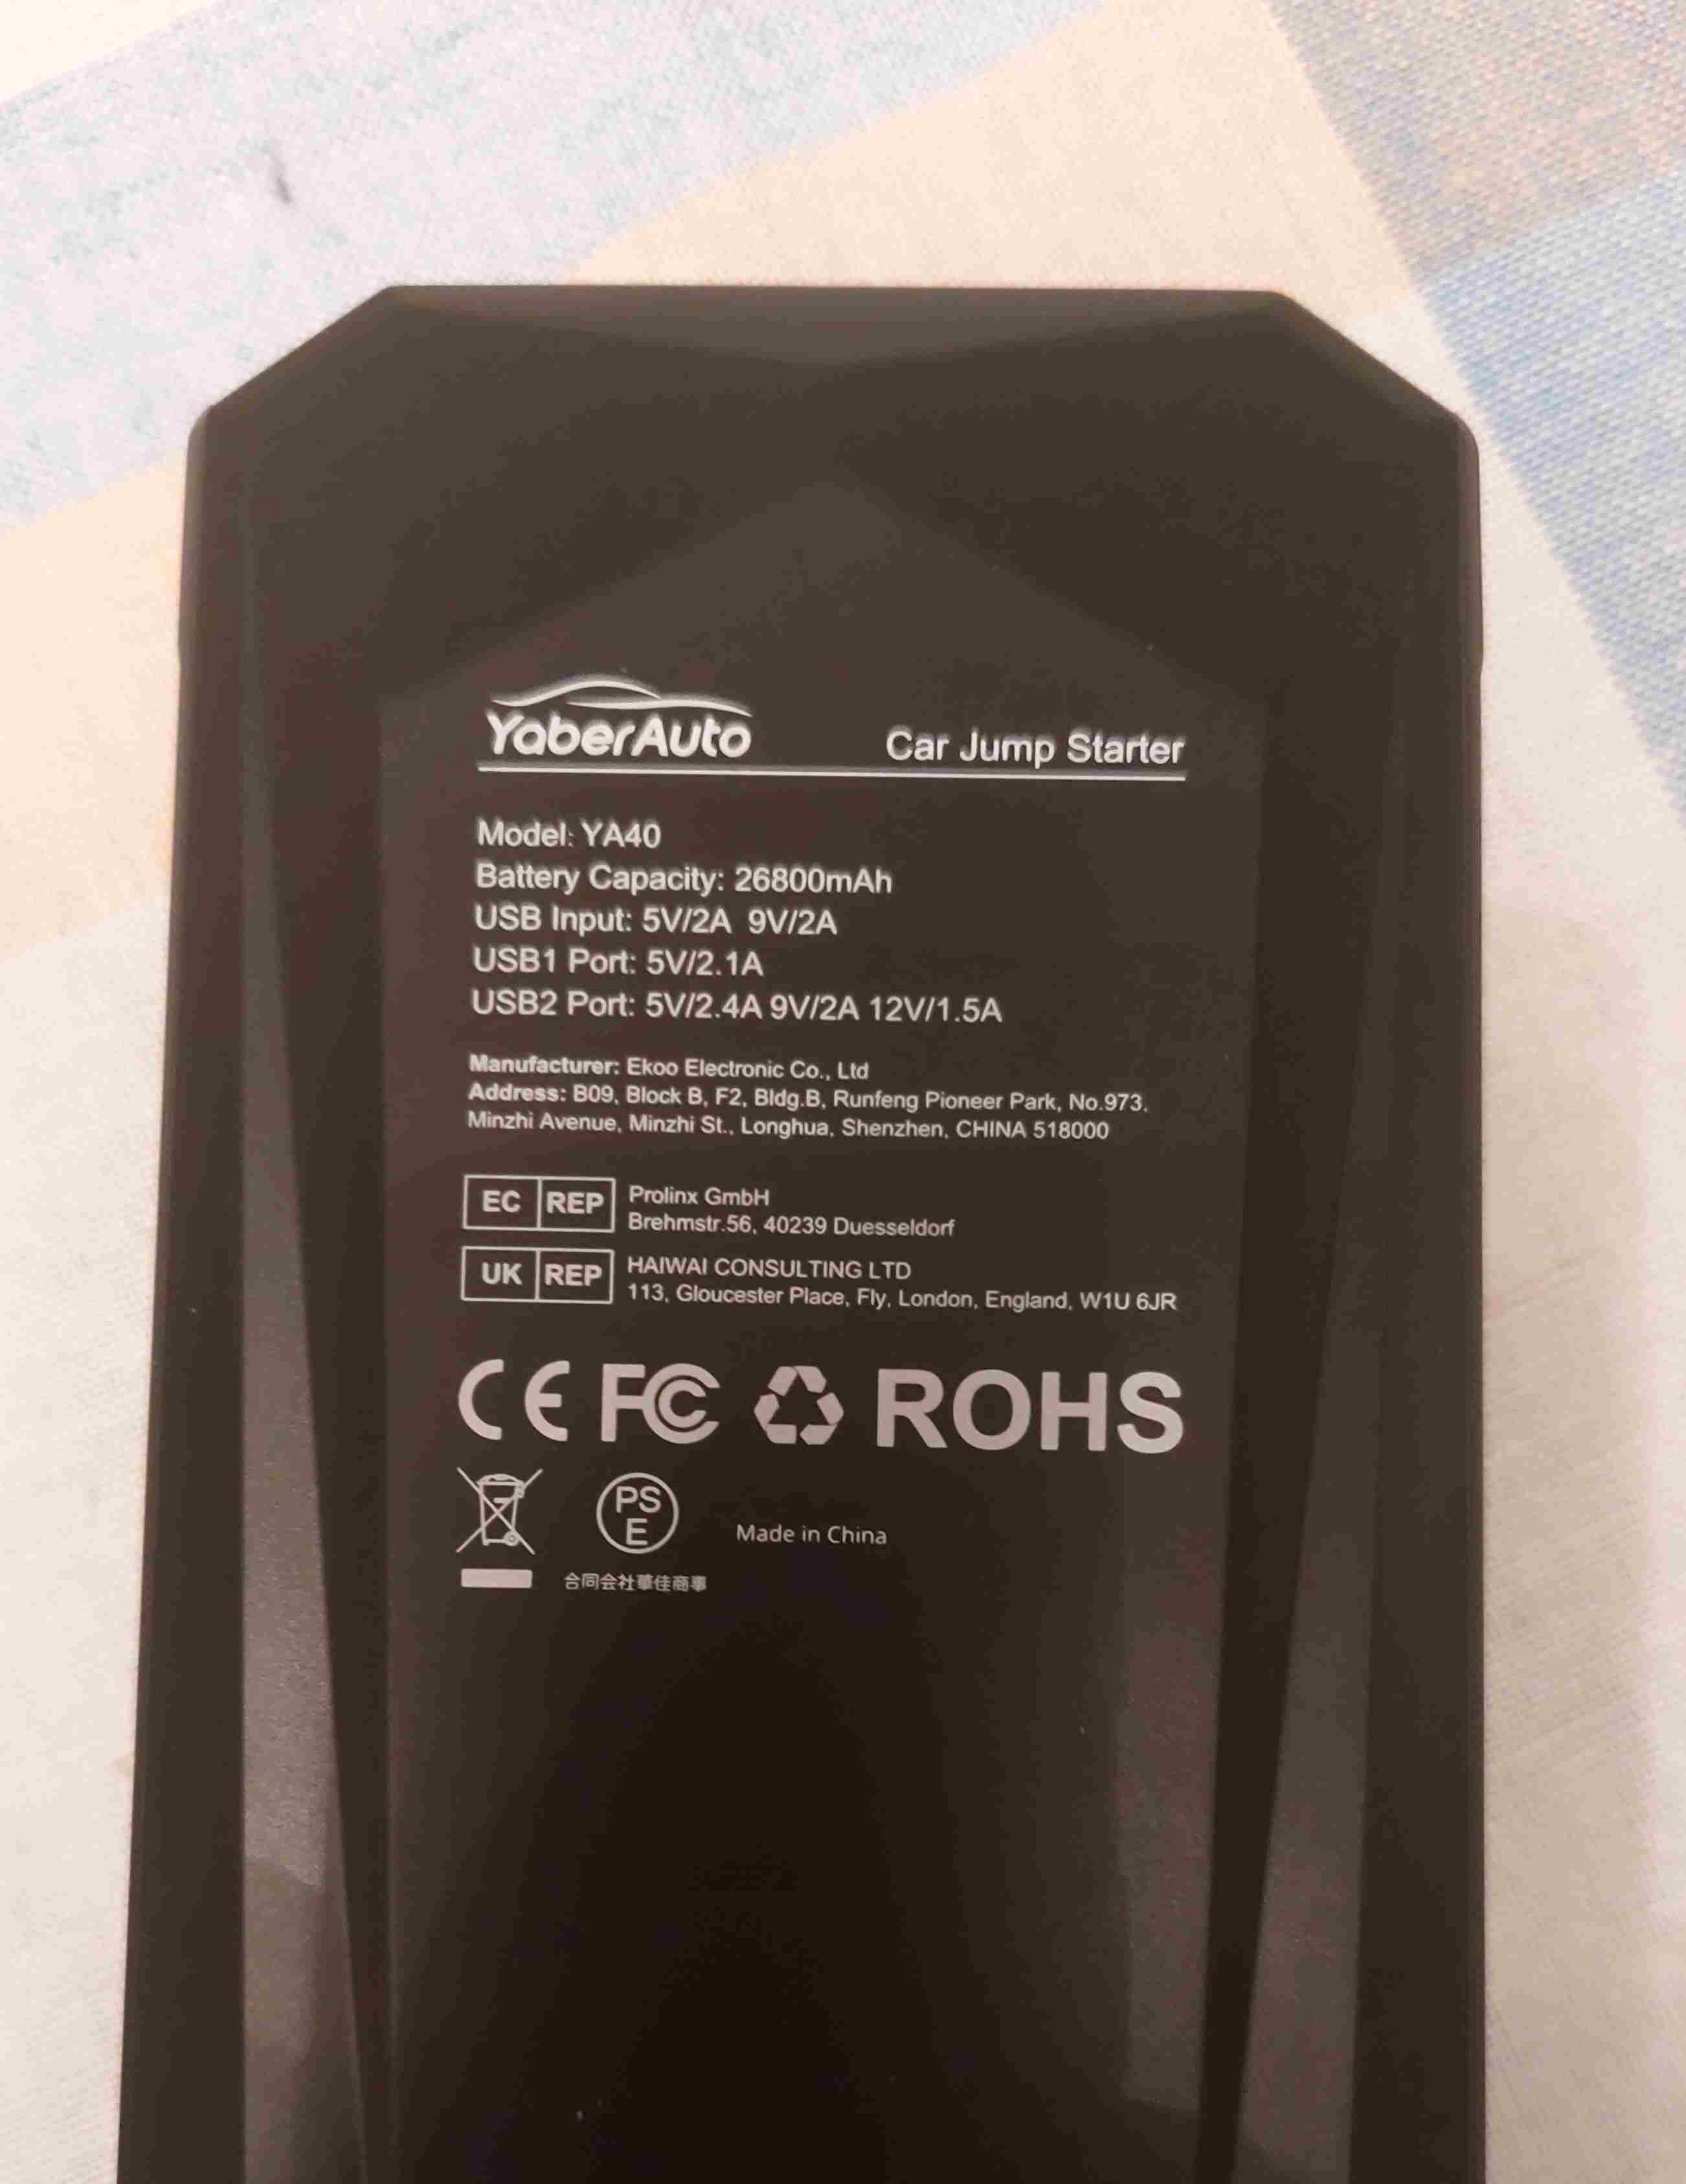 YaberAuto Car Jump Starter
Model: YA40
Battery Capacity: 26800mAh
USB Input: 5V/2A 9V/2A
USB1 Port: 5V/2.1A
USB2 Port: 5V/2.4A 9V/2A 12V/1.5A
Manufacturer: Ekoo Electronic Co., Ltd
Address: B09, Block B, F2, Bldg.B, Runfeng Pioneer Park, No.973,
Minzhi Avenue, Minzhi St., Longhua, Shenzhen, CHINA 518000
EC REP Prolinx GmbH
Brehmstr.56, 40239 Duesseldorf
UK REP HAIWAI CONSULTING LTD
113, Gloucester Place, Fly, London, England, W1U 6JR
CE FC ROHS
PS
E
Made in China
合同会社華佳商事